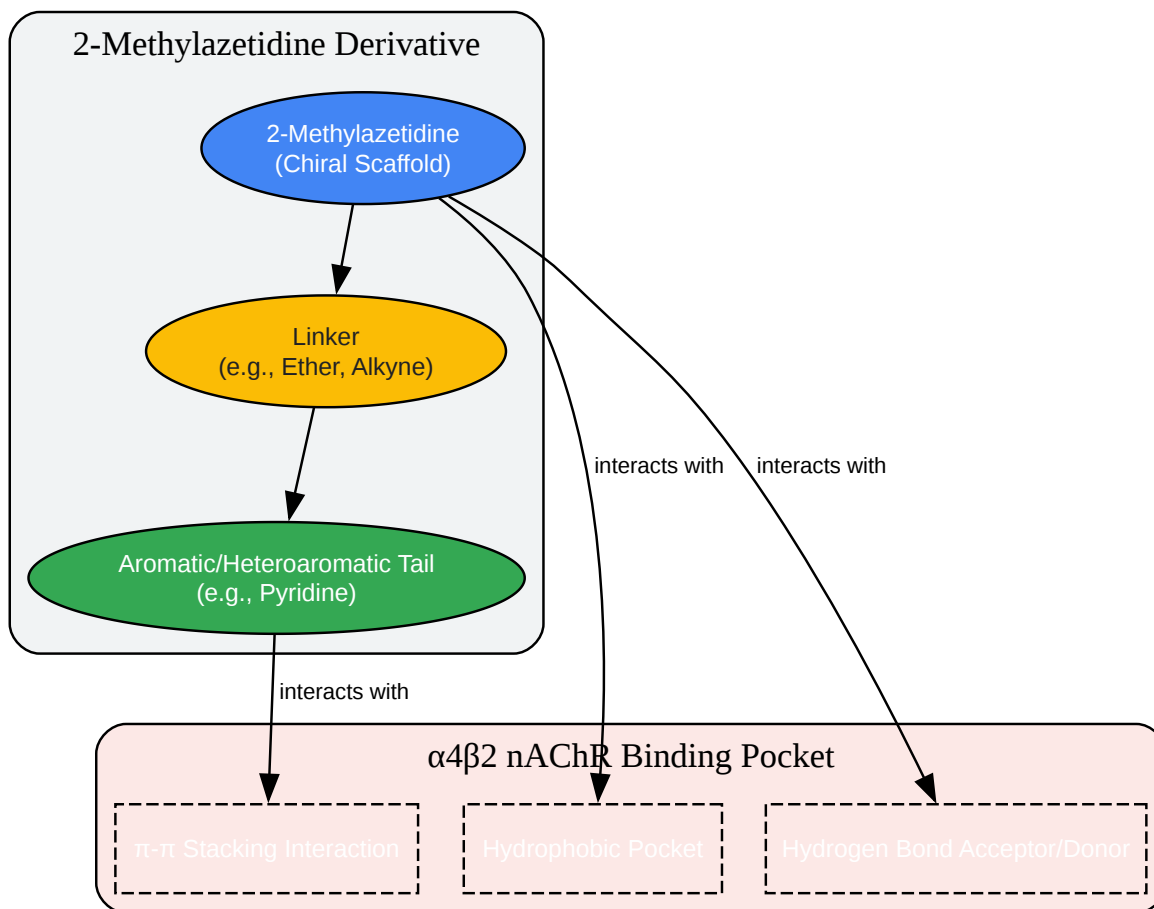 2-Methylazetidine Derivative
2-Methylazetidine
(Chiral Scaffold)
Linker
(e.g., Ether, Alkyne)
interacts with
interacts with
Aromatic/Heteroaromatic Tail
(e.g., Pyridine)
interacts with
α4β2 nAChR Binding Pocket
π-π Stacking Interaction
Hydrophobic Pocket
Hydrogen Bond Acceptor/Donor